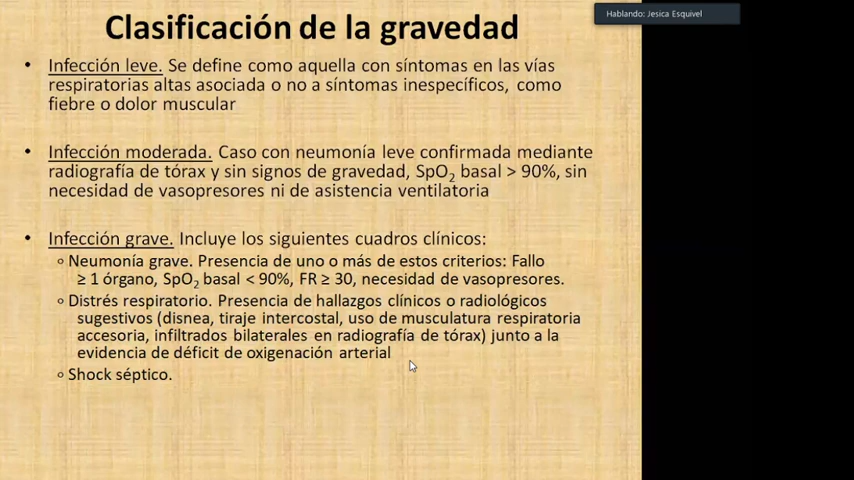 Hablando: Jesica Esquivel
Clasificación de la gravedad
• Infección leve. Se define como aquella con síntomas en las vías
respiratorias altas asociada o no a síntomas inespecíficos, como
fiebre o dolor muscular
• Infección moderada. Caso con neumonía leve confirmada mediante
radiografía de tórax y sin signos de gravedad, SpO₂ basal > 90%, sin
necesidad de vasopresores ni de asistencia ventilatoria
• Infección grave. Incluye los siguientes cuadros clínicos:
◦ Neumonía grave. Presencia de uno o más de estos criterios: Fallo
≥ 1 órgano, SpO₂ basal < 90%, FR ≥ 30, necesidad de vasopresores.
◦ Distrés respiratorio. Presencia de hallazgos clínicos o radiológicos
sugestivos (disnea, tiraje intercostal, uso de musculatura respiratoria
accesoria, infiltrados bilaterales en radiografía de tórax) junto a la
evidencia de déficit de oxigenación arterial
◦ Shock séptico.